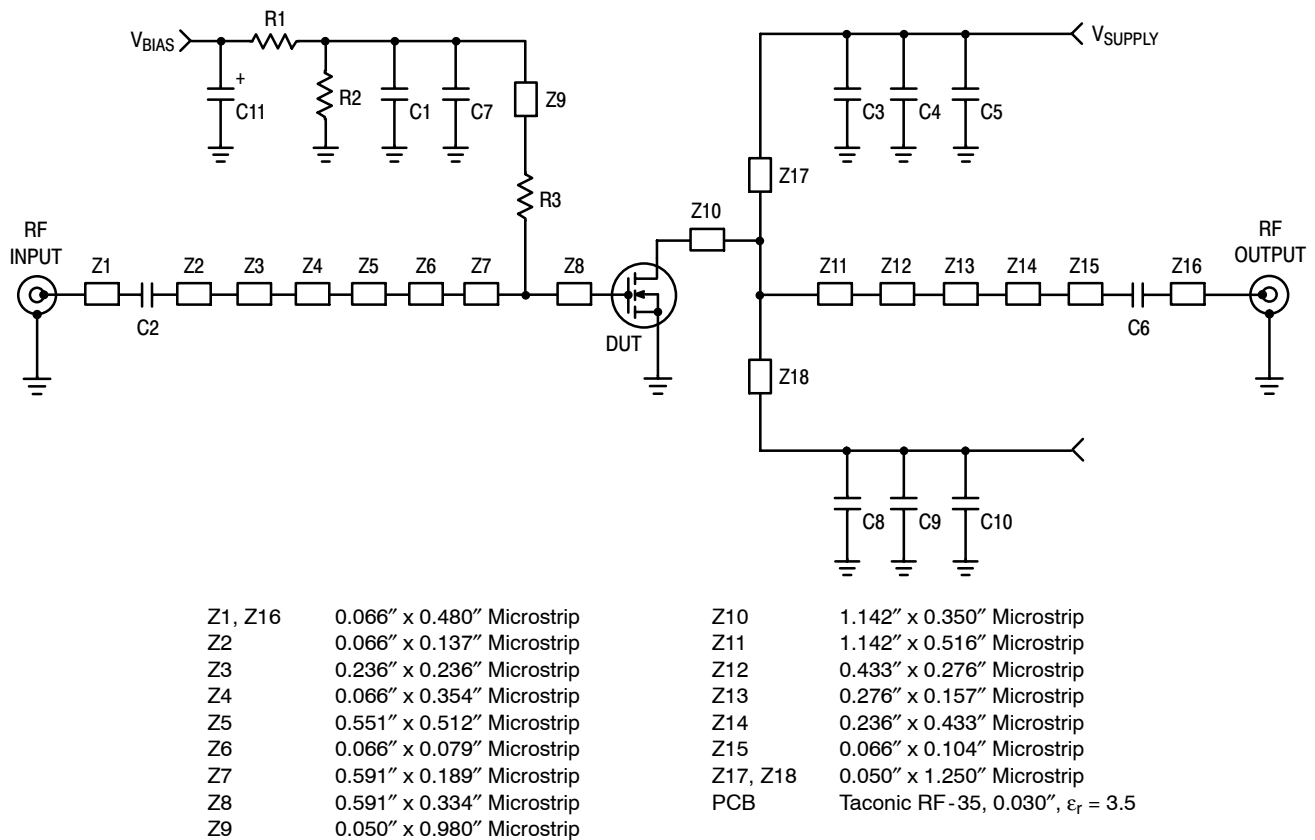 R1
V_BIAS
V_SUPPLY
+
C11
R2
C1
C7
Z9
C3
C4
C5
R3
Z17
Z10
RF INPUT
RF OUTPUT
Z1
Z2
Z3
Z4
Z5
Z6
Z7
Z8
Z11
Z12
Z13
Z14
Z15
Z16
C2
C6
DUT
Z18
C8
C9
C10
Z1, Z16 0.066″ x 0.480″ Microstrip
Z2 0.066″ x 0.137″ Microstrip
Z3 0.236″ x 0.236″ Microstrip
Z4 0.066″ x 0.354″ Microstrip
Z5 0.551″ x 0.512″ Microstrip
Z6 0.066″ x 0.079″ Microstrip
Z7 0.591″ x 0.189″ Microstrip
Z8 0.591″ x 0.334″ Microstrip
Z9 0.050″ x 0.980″ Microstrip
Z10 1.142″ x 0.350″ Microstrip
Z11 1.142″ x 0.516″ Microstrip
Z12 0.433″ x 0.276″ Microstrip
Z13 0.276″ x 0.157″ Microstrip
Z14 0.236″ x 0.433″ Microstrip
Z15 0.066″ x 0.104″ Microstrip
Z17, Z18 0.050″ x 1.250″ Microstrip
PCB Taconic RF-35, 0.030″, εr = 3.5